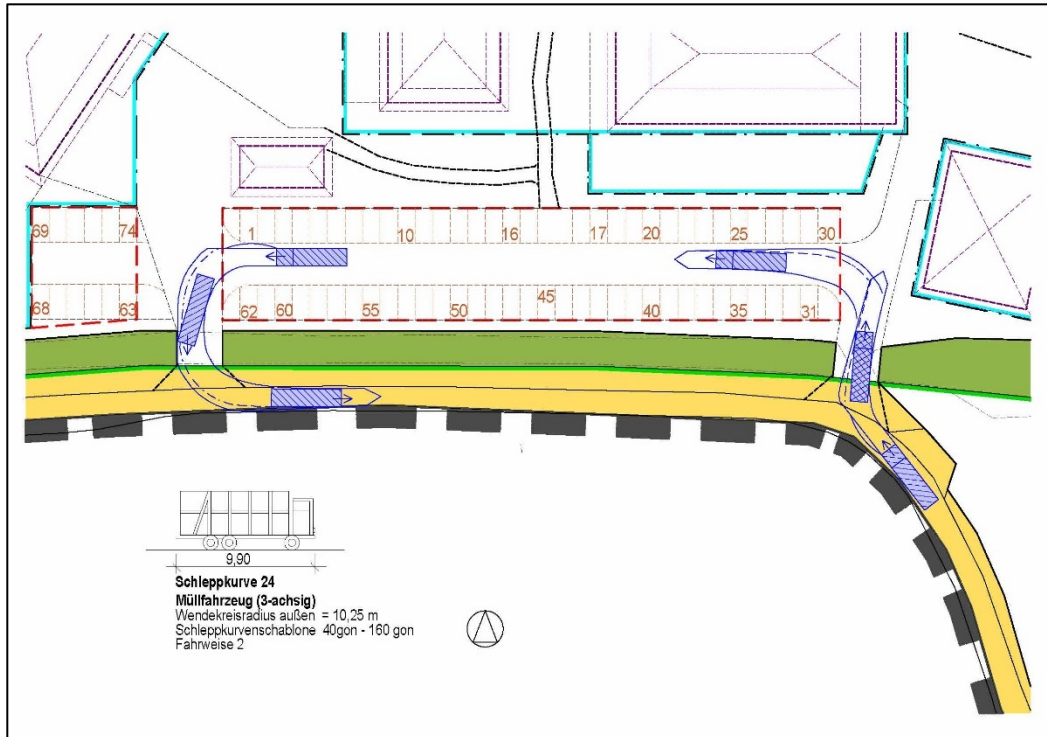 69 74
1 10 16 17 20 25 30
68 63
62 60 55 50 45 40 35 31
9,90
Schleppkurve 24
Müllfahrzeug (3-achsig)
Wendekreisradius außen = 10,25 m
Schleppkurvenschablone 40gon - 160 gon
Fahrweise 2